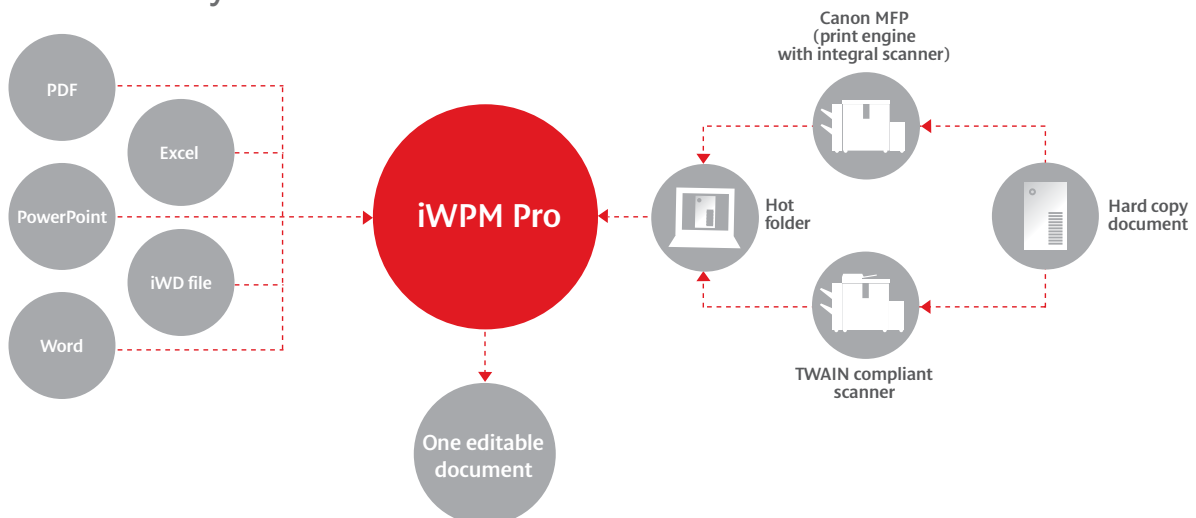 Canon MFP
(print engine
with integral scanner)
PDF
Excel
PowerPoint
iWPM Pro
Hot
folder
Hard copy
document
iWD file
Word
TWAIN compliant
scanner
One editable
document